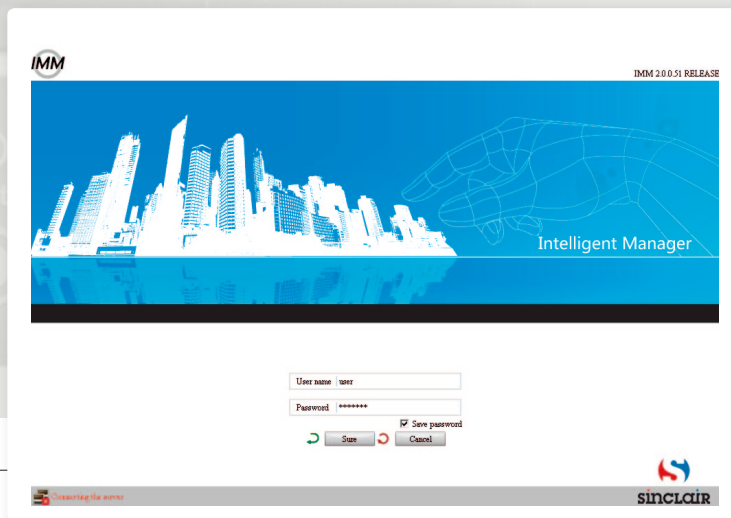 IMM
IMM 2.0.0.51 RELEASE
Intelligent Manager
User name user
Password *******
Save password
Sure Cancel
Connecting the server
sinclair